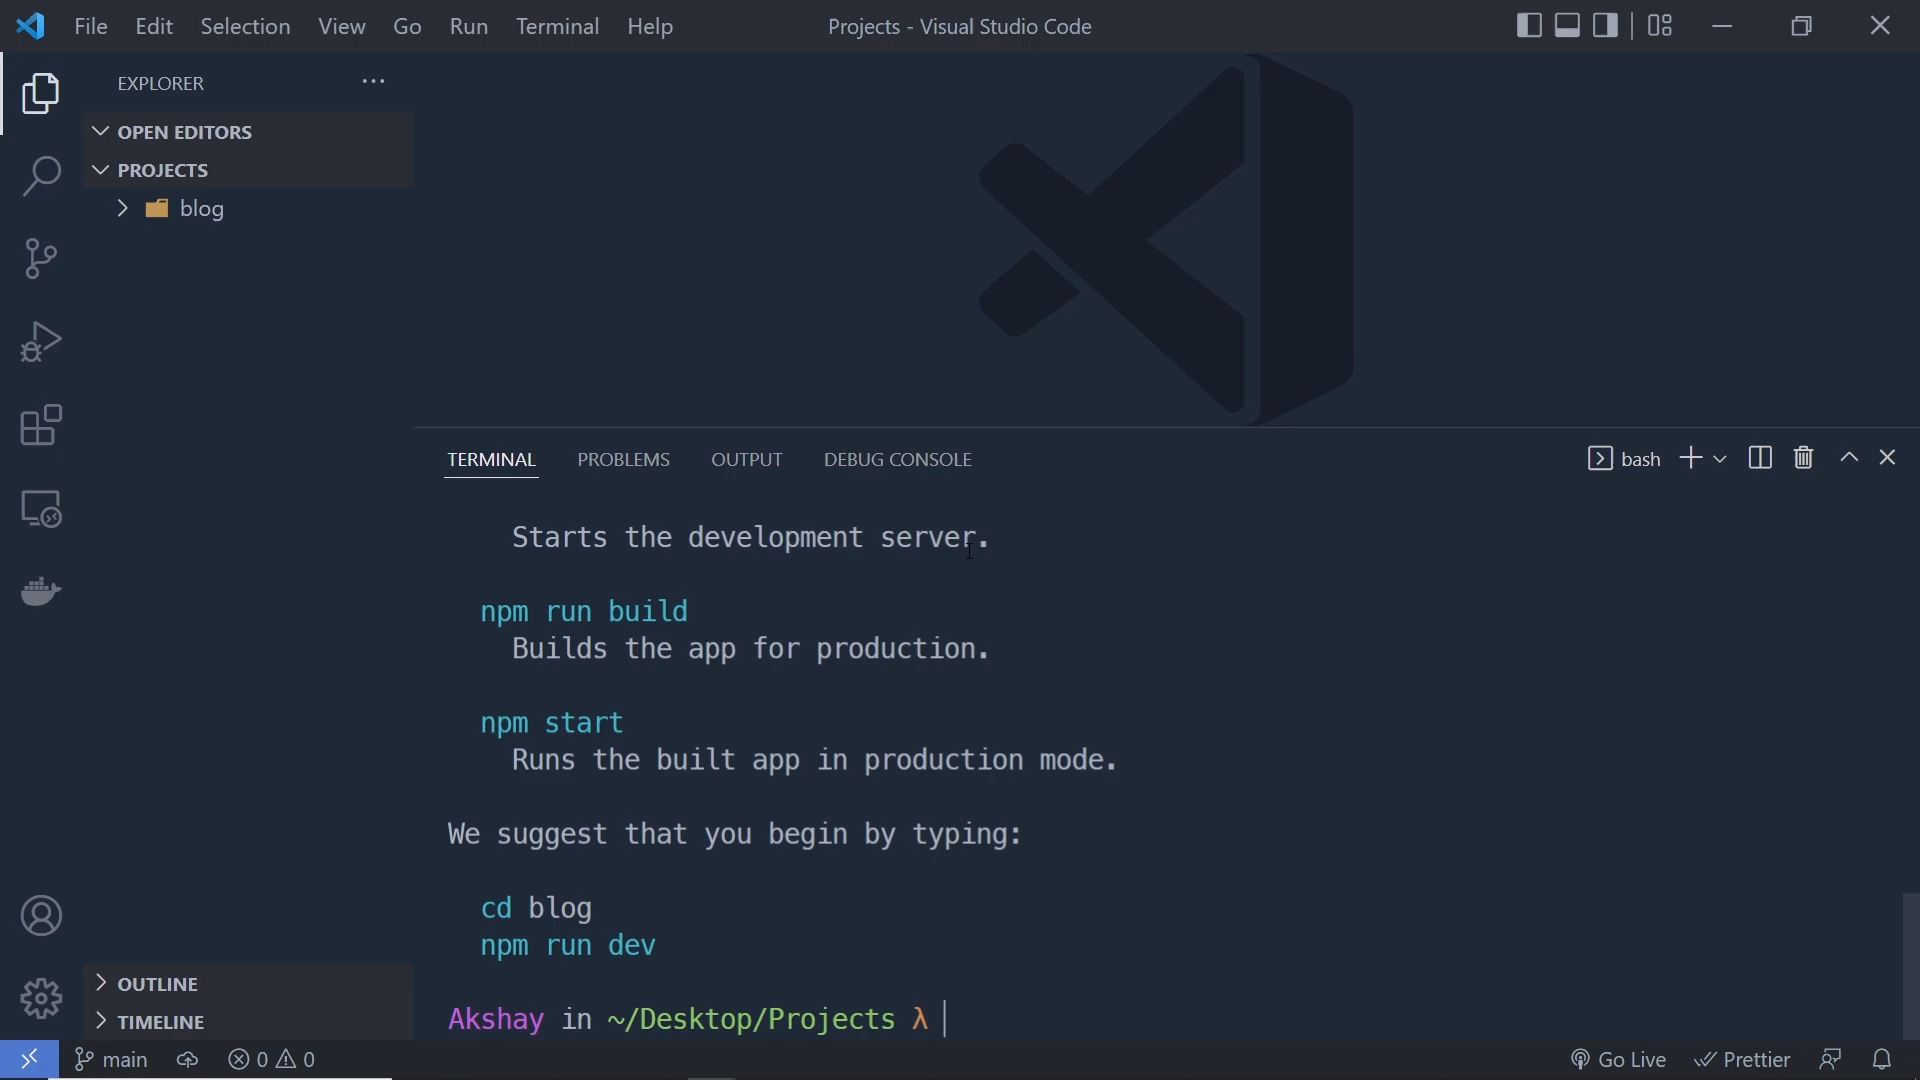 File Edit Selection View Go Run Terminal Help Projects - Visual Studio Code
EXPLORER ···
OPEN EDITORS
PROJECTS
blog
TERMINAL PROBLEMS OUTPUT DEBUG CONSOLE bash
Starts the development server.
npm run build
Builds the app for production.
npm start
Runs the built app in production mode.
We suggest that you begin by typing:
cd blog
npm run dev
OUTLINE
TIMELINE
Akshay in ~/Desktop/Projects λ
main 0 0 Go Live Prettier